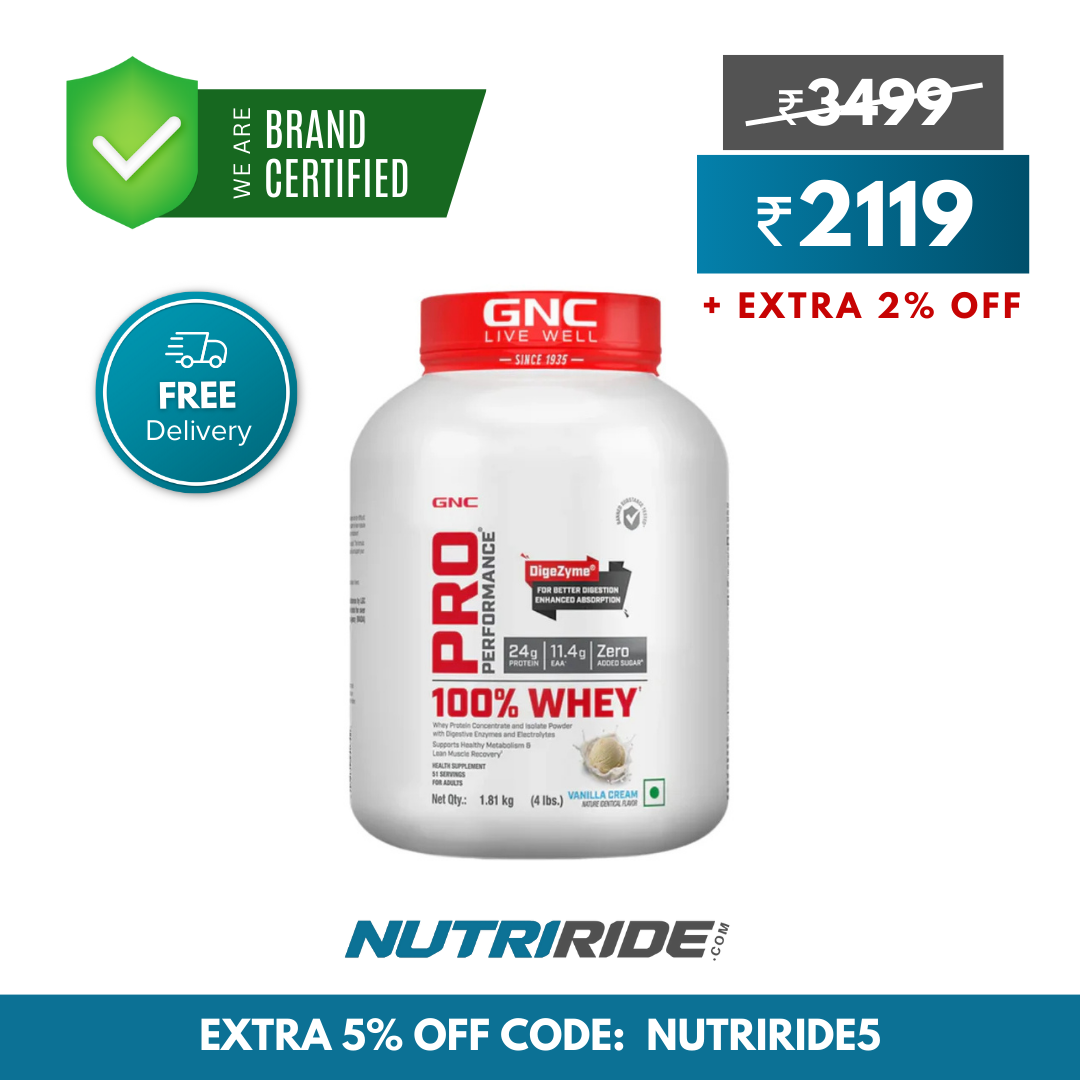 WE ARE
BRAND
CERTIFIED
₹3499
₹2119
+ EXTRA 2% OFF
FREE
Delivery
GNC
LIVE WELL
— SINCE 1935 —
GNC
PRO
PERFORMANCE®
DigeZyme®
FOR BETTER DIGESTION
ENHANCED ABSORPTION
24g
PROTEIN
11.4g
EAA
Zero
ADDED SUGAR
100% WHEY
Whey Protein Concentrate and Isolate Powder
with Digestive Enzymes and Electrolytes
Supports Healthy Metabolism &
Lean Muscle Recovery
HEALTH SUPPLEMENT
51 SERVINGS
FOR ADULTS
Net Qty.: 1.81 kg (4 lbs.)
VANILLA CREAM
NATURE IDENTICAL FLAVOR
NUTRIRIDE.COM
EXTRA 5% OFF CODE: NUTRIRIDE5